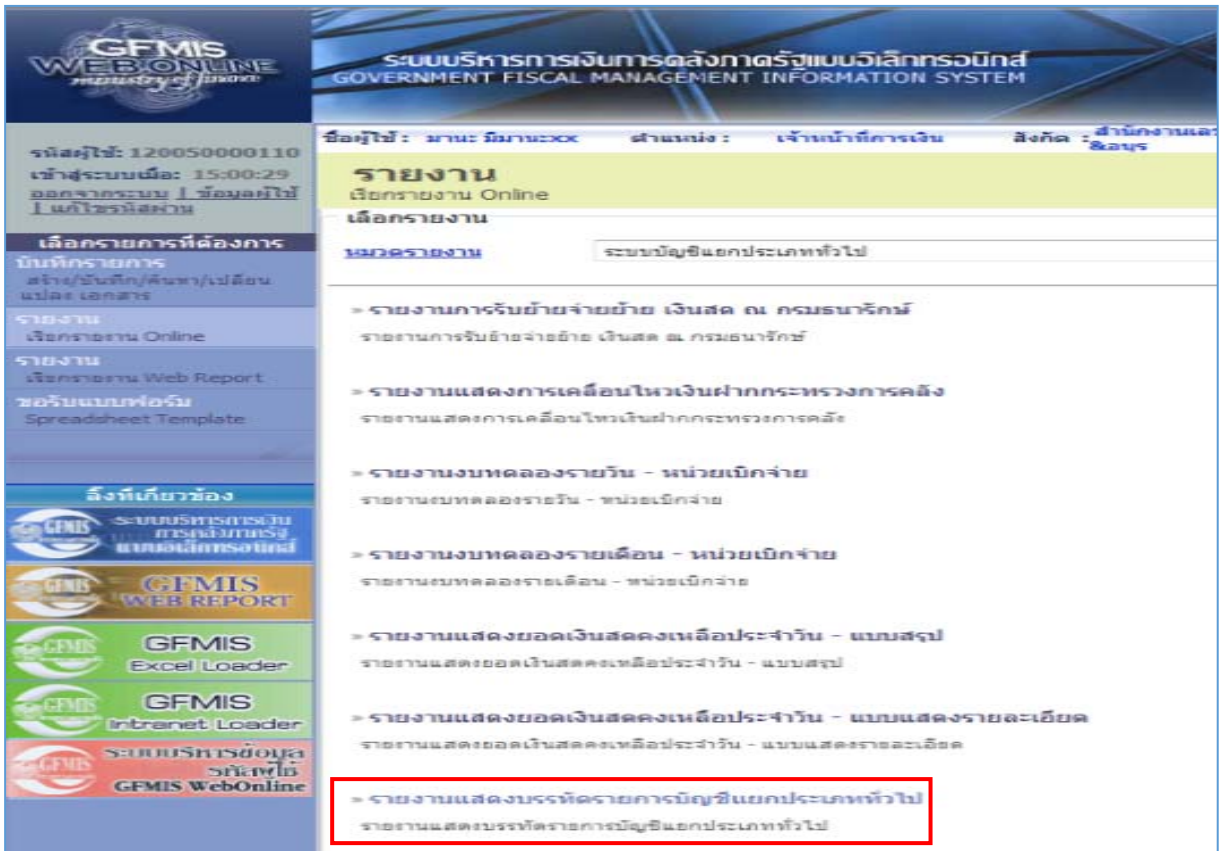 GFMIS
WEB ONLINE
ministry of finance
ระบบบริหารการเงินการคลังภาครัฐแบบอิเล็กทรอนิกส์
GOVERNMENT FISCAL MANAGEMENT INFORMATION SYSTEM
ชื่อผู้ใช้ : มานะ มีมานะxx ตำแหน่ง : เจ้าหน้าที่การเงิน สังกัด : สำนักงานเลข
&อนุร
รหัสผู้ใช้: 120050000110
เข้าสู่ระบบเมื่อ: 15:00:29
ออกจากระบบ | ข้อมูลผู้ใช้
| แก้ไขรหัสผ่าน
เลือกรายการที่ต้องการ
บันทึกรายการ
สร้าง/บันทึก/ค้นหา/เปลี่ยน
แปลง เอกสาร
รายงาน
เรียกรายงาน Online
รายงาน
เรียกรายงาน Web Report
ขอรับแบบฟอร์ม
Spreadsheet Template
ลิ้งที่เกี่ยวข้อง
GFMIS
ระบบบริหารการเงิน
การคลังภาครัฐ
แบบอิเล็กทรอนิกส์
GFMIS
GFMIS
WEB REPORT
GFMIS
GFMIS
Excel Loader
GFMIS
GFMIS
Intranet Loader
GFMIS
ระบบบริหารข้อมูล
รหัสผู้ใช้
GFMIS WebOnline
รายงาน
เรียกรายงาน Online
เลือกรายงาน
หมวดรายงาน ระบบบัญชีแยกประเภททั่วไป
» รายงานการรับย้ายจ่ายย้าย เงินสด ณ กรมธนารักษ์
รายงานการรับย้ายจ่ายย้าย เงินสด ณ กรมธนารักษ์
» รายงานแสดงการเคลื่อนไหวเงินฝากกระทรวงการคลัง
รายงานแสดงการเคลื่อนไหวเงินฝากกระทรวงการคลัง
» รายงานงบทดลองรายวัน - หน่วยเบิกจ่าย
รายงานงบทดลองรายวัน - หน่วยเบิกจ่าย
» รายงานงบทดลองรายเดือน - หน่วยเบิกจ่าย
รายงานงบทดลองรายเดือน - หน่วยเบิกจ่าย
» รายงานแสดงยอดเงินสดคงเหลือประจำวัน - แบบสรุป
รายงานแสดงยอดเงินสดคงเหลือประจำวัน - แบบสรุป
» รายงานแสดงยอดเงินสดคงเหลือประจำวัน - แบบแสดงรายละเอียด
รายงานแสดงยอดเงินสดคงเหลือประจำวัน - แบบแสดงรายละเอียด
» รายงานแสดงบรรทัดรายการบัญชีแยกประเภททั่วไป
รายงานแสดงบรรทัดรายการบัญชีแยกประเภททั่วไป